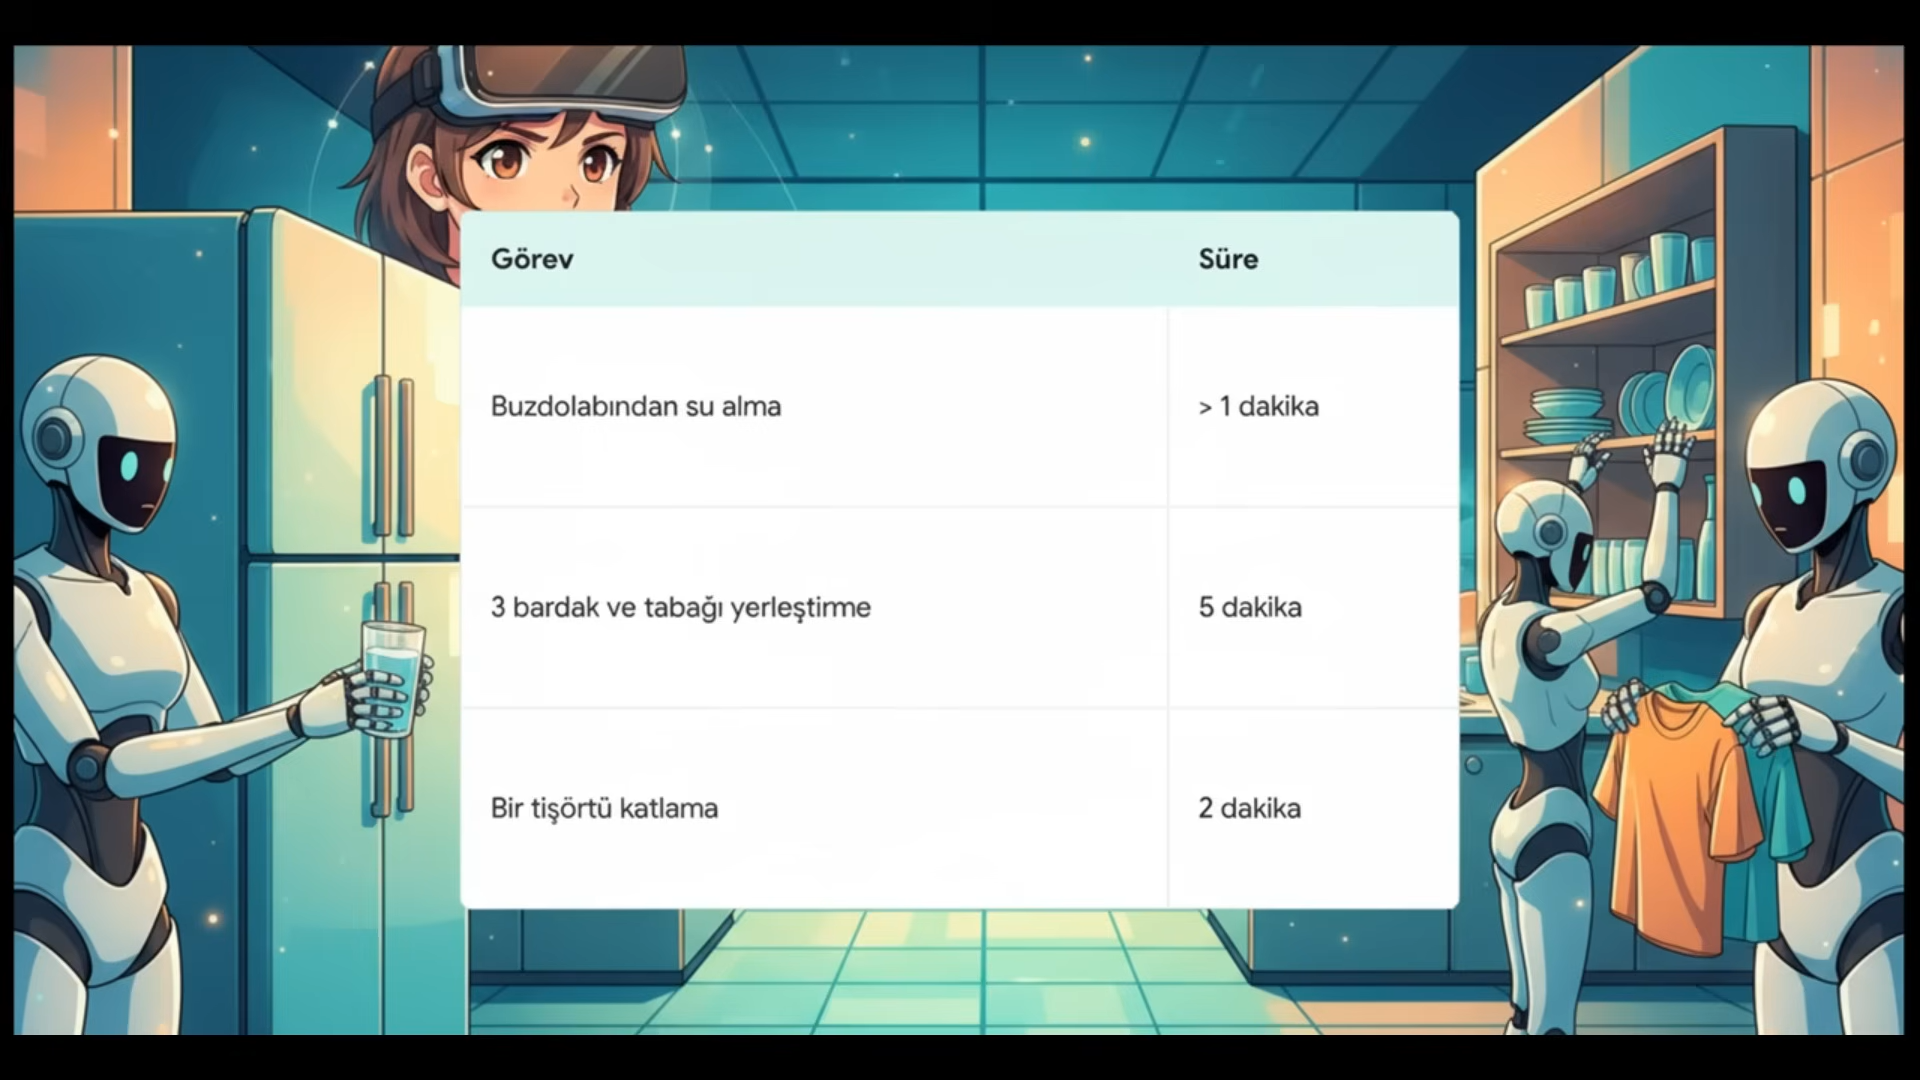 Görev Süre
Buzdolabından su alma > 1 dakika
3 bardak ve tabağı yerleştirme 5 dakika
Bir tişörtü katlama 2 dakika